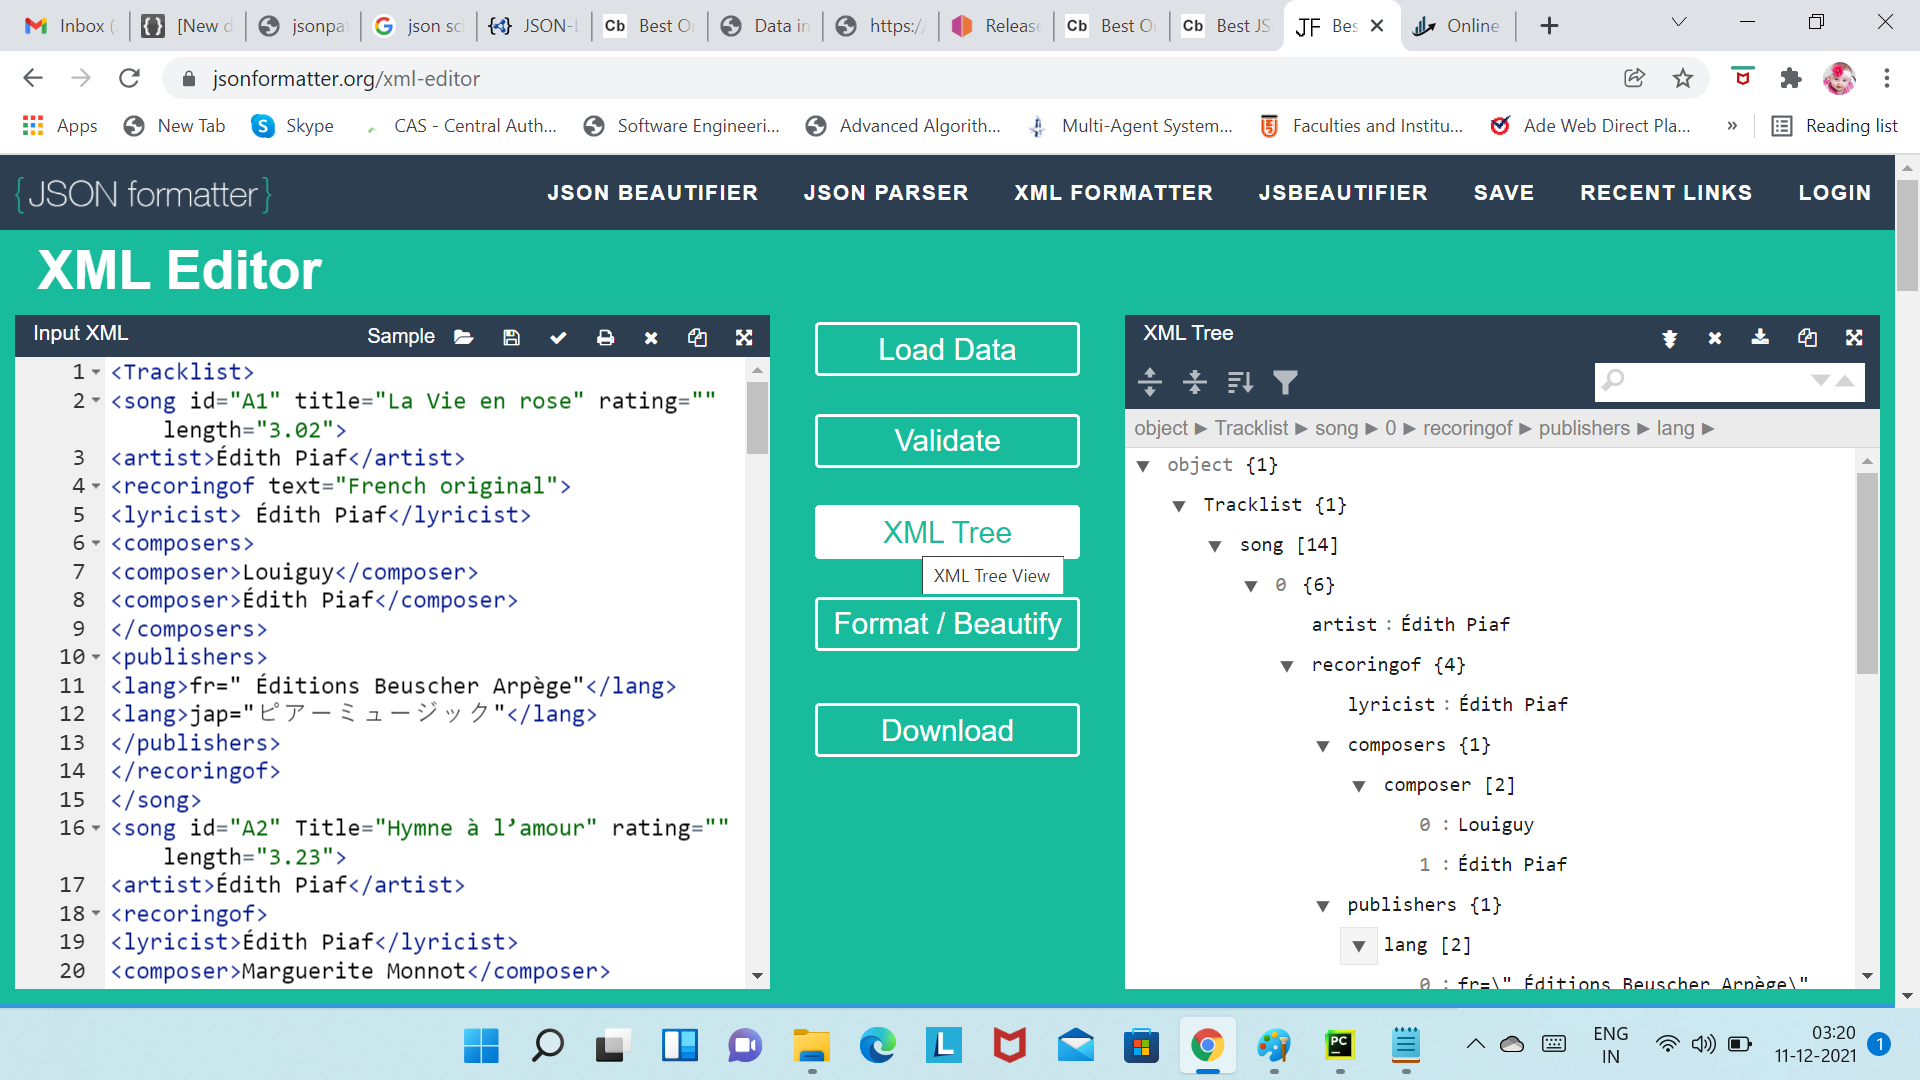 Inbox (
[New d
jsonpat
json sc
JSON-L
Cb Best O
Data in
https:/
Release
Cb Best O
Cb Best JS
JF Bes
Online
jsonformatter.org/xml-editor
Apps
New Tab
Skype
CAS - Central Auth...
Software Engineeri...
Advanced Algorith...
Multi-Agent System...
Faculties and Institu...
Ade Web Direct Pla...
»
Reading list
{JSON formatter}
JSON BEAUTIFIER
JSON PARSER
XML FORMATTER
JSBEAUTIFIER
SAVE
RECENT LINKS
LOGIN
XML Editor
Input XML
Sample
1 <Tracklist>
2 <song id="A1" title="La Vie en rose" rating=""
length="3.02">
3 <artist>Édith Piaf</artist>
4 <recoringof text="French original">
5 <lyricist> Édith Piaf</lyricist>
6 <composers>
7 <composer>Louiguy</composer>
8 <composer>Édith Piaf</composer>
9 </composers>
10 <publishers>
11 <lang>fr=" Éditions Beuscher Arpège"</lang>
12 <lang>jap="ピアーミュージック"</lang>
13 </publishers>
14 </recoringof>
15 </song>
16 <song id="A2" Title="Hymne à l’amour" rating=""
length="3.23">
17 <artist>Édith Piaf</artist>
18 <recoringof>
19 <lyricist>Édith Piaf</lyricist>
20 <composer>Marguerite Monnot</composer>
Load Data
Validate
XML Tree
XML Tree View
Format / Beautify
Download
XML Tree
object ► Tracklist ► song ► 0 ► recoringof ► publishers ► lang ►
object {1}
Tracklist {1}
song [14]
0 {6}
artist : Édith Piaf
recoringof {4}
lyricist : Édith Piaf
composers {1}
composer [2]
0 : Louiguy
1 : Édith Piaf
publishers {1}
lang [2]
0 : fr=\" Éditions Beuscher Arpège\"
L
PC
ENG
IN
03:20
11-12-2021
1